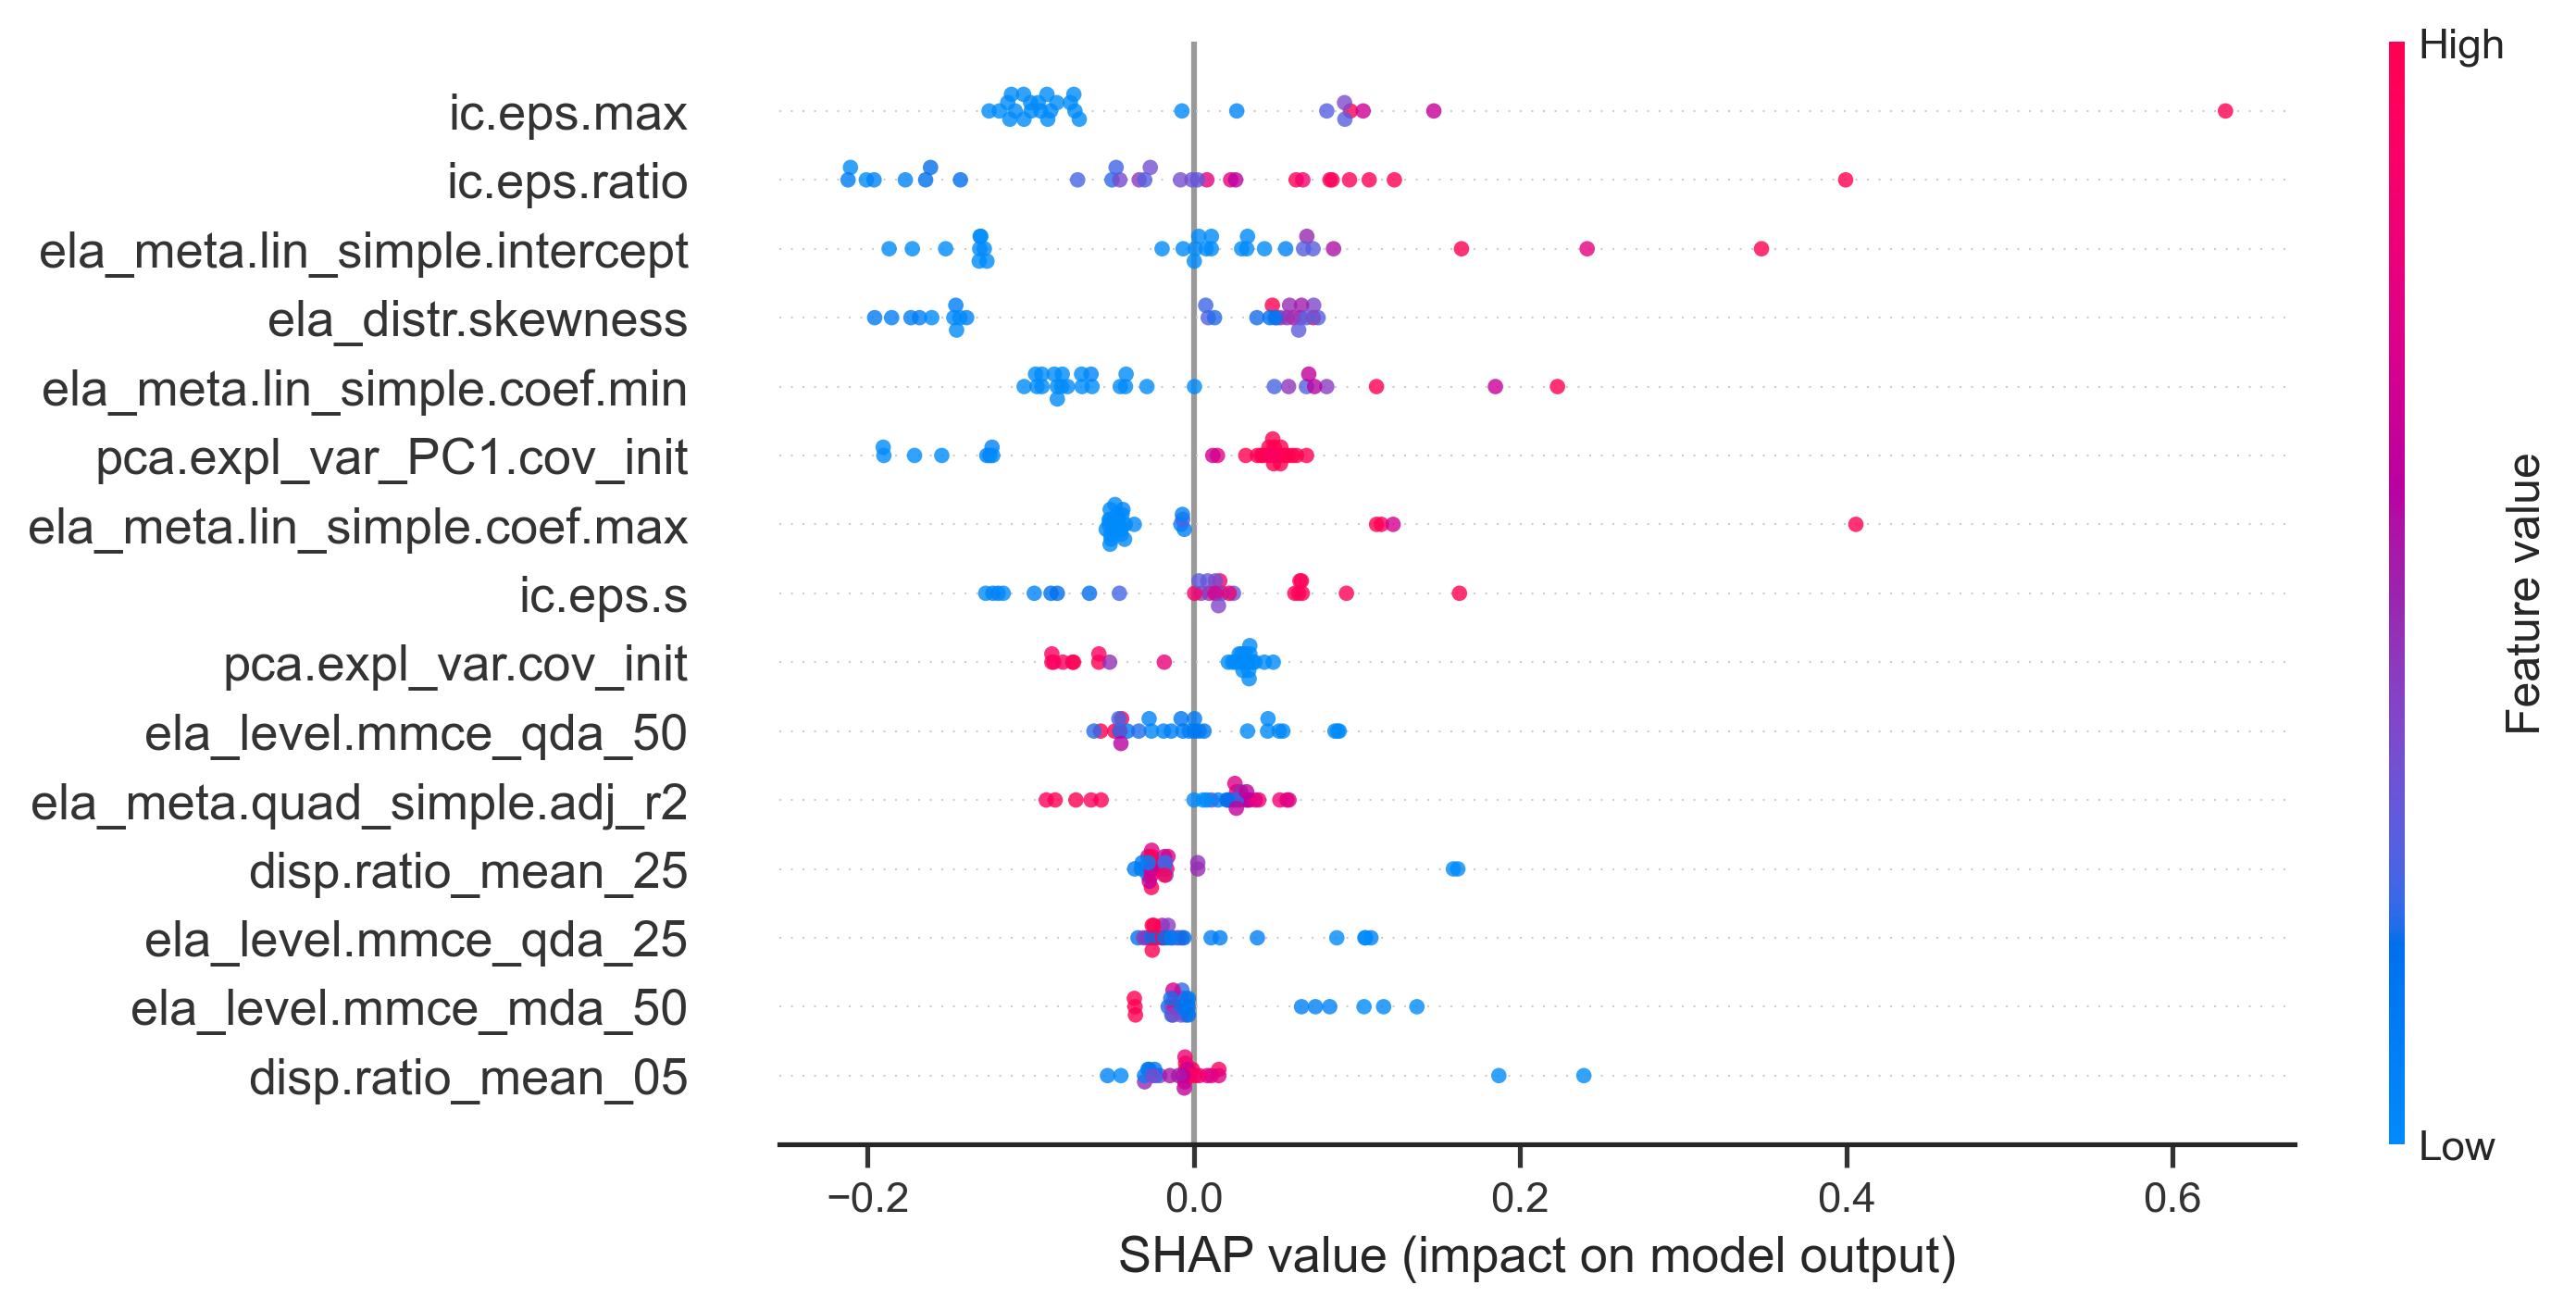 High
ic.eps.max
ic.eps.ratio
ela_meta.lin_simple.intercept
ela_distr.skewness
ela_meta.lin_simple.coef.min
pca.expl_var_PC1.cov_init
ela_meta.lin_simple.coef.max
ic.eps.s
pca.expl_var.cov_init
ela_level.mmce_qda_50
ela_meta.quad_simple.adj_r2
disp.ratio_mean_25
ela_level.mmce_qda_25
ela_level.mmce_mda_50
disp.ratio_mean_05
Feature value
Low
−0.2 0.0 0.2 0.4 0.6
SHAP value (impact on model output)